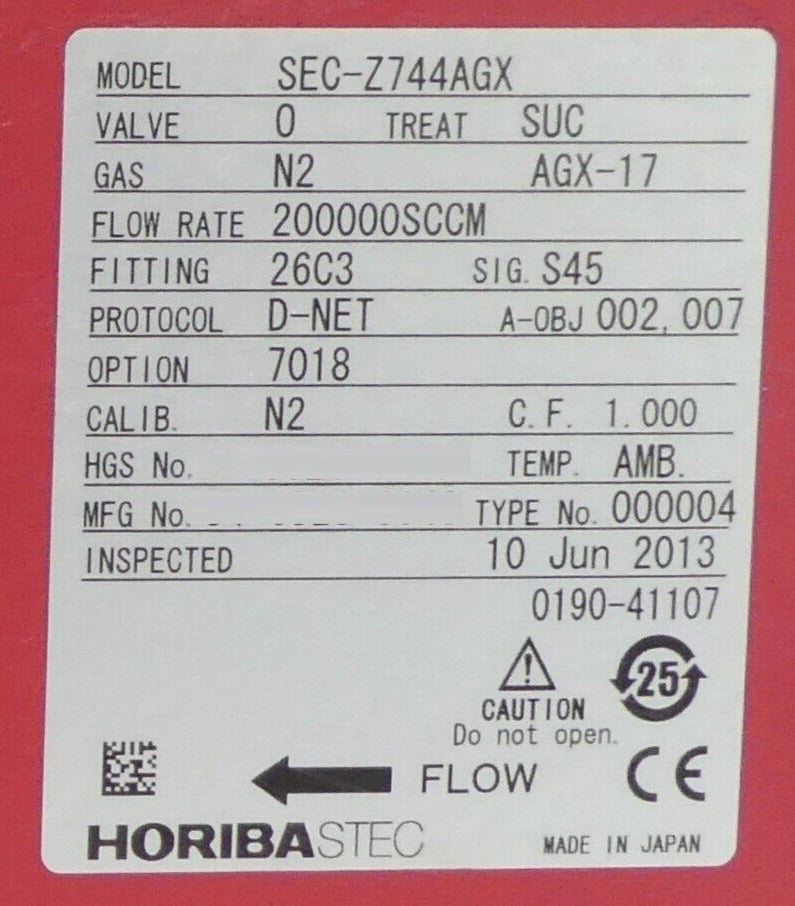 MODEL SEC-Z744AGX
VALVE O TREAT SUC
GAS N2 AGX-17
FLOW RATE 200000SCCM
FITTING 26C3 SIG. S45
PROTOCOL D-NET A-OBJ 002, 007
OPTION 7018
CALIB. N2 C.F. 1.000
HGS No. TEMP. AMB.
MFG No. TYPE No. 000004
INSPECTED 10 Jun 2013
0190-41107
25
CAUTION
Do not open.
FLOW CE
HORIBASTEC MADE IN JAPAN